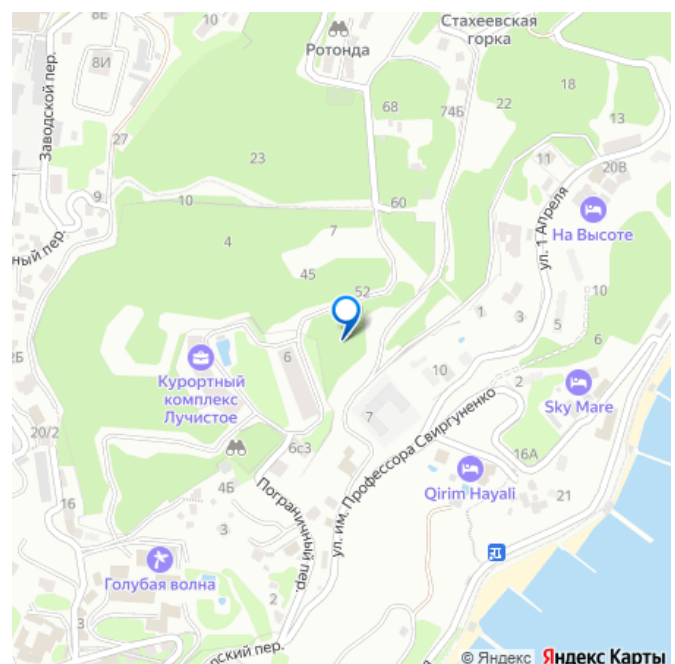 8Е
10
Стахеевская
горка
Ротонда
8И
Заводской пер.
68
74Б
22
18
13
27
23
11
20В
9
10
60
На Высоте
ный пер.
4
7
ул. 1 Апреля
45
52
10
1
3
5
6
2Б
6
Курортный
комплекс
Лучистое
10
2
Sky Mare
7
20/2
6с3
ул. им. Профессора Свиргуненко
16А
Qirim Hayali
21
16
4Б
Пограничный пер.
3
Голубая волна
2
3
рский пер.
© Яндекс Яндекс Карты